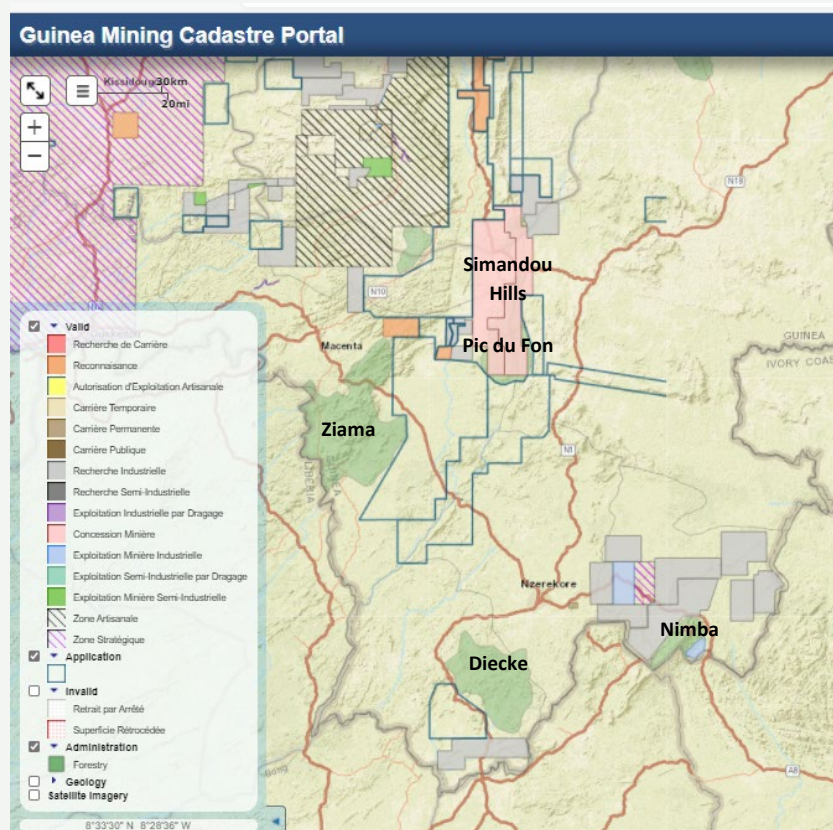 Guinea Mining Cadastre Portal
30km
20mi
N18
Simandou
Hills
N10
Macenta
Pic du Fon
GUINEA
IVORY COAST
Ziama
LIBERIA
GUINEA
N1
Nzerekore
Nimba
Diecke
A8
Valid
Recherche de Carrière
Reconnaisance
Autorisation d'Exploitation Artisanale
Carrière Temporaire
Carrière Permanente
Carrière Publique
Recherche Industrielle
Recherche Semi-Industrielle
Exploitation Industrielle par Dragage
Concession Minière
Exploitation Minière Industrielle
Exploitation Semi-Industrielle par Dragage
Exploitation Minière Semi-Industrielle
Zone Artisanale
Zone Stratégique
Application
Invalid
Retrait par Arrêté
Superficie Rétrocédée
Administration
Forestry
Geology
Satellite Imagery
8°33'30" N 8°28'36" W